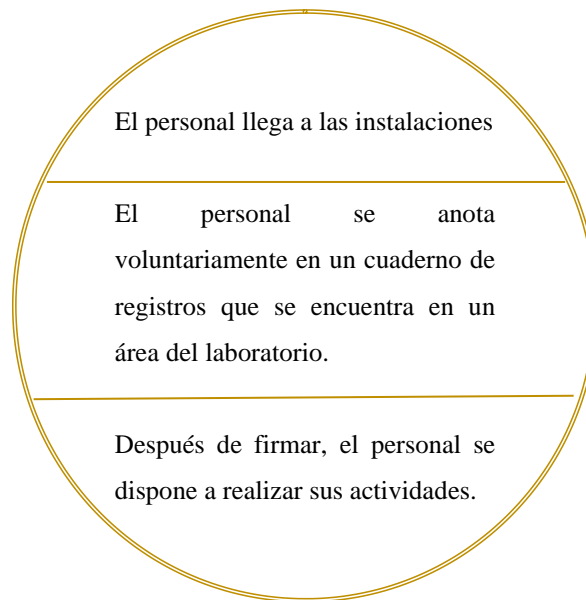 El personal llega a las instalaciones
El personal se anota
voluntariamente en un cuaderno de
registros que se encuentra en un
área del laboratorio.
Después de firmar, el personal se
dispone a realizar sus actividades.